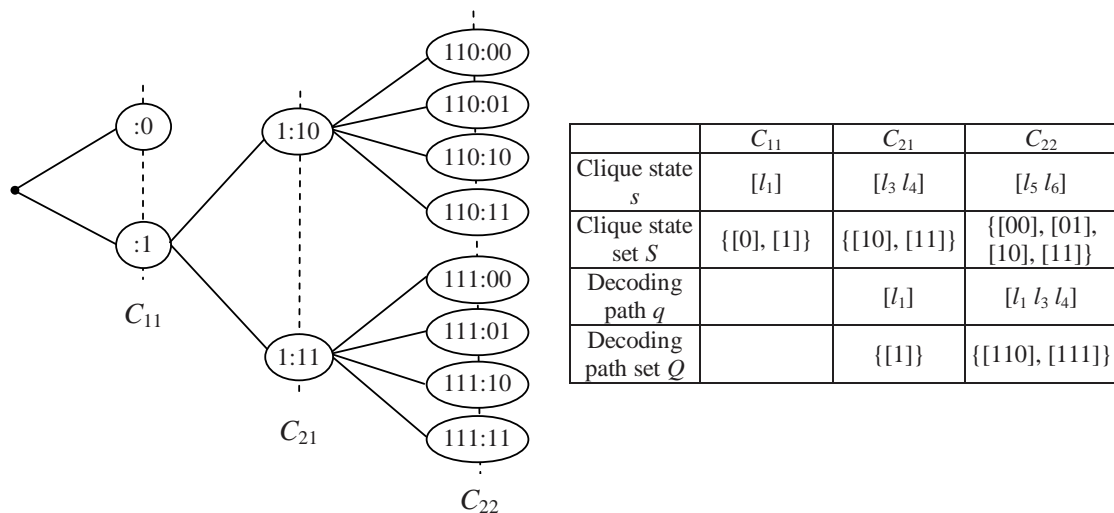 110:00
110:01
:0
1:10
110:10
110:11
:1
111:00
C11
111:01
1:11
111:10
C21
111:11
C22
C11 C21 C22
Clique state s [l1] [l3 l4] [l5 l6]
Clique state set S {[0], [1]} {[10], [11]} {[00], [01], [10], [11]}
Decoding path q [l1] [l1 l3 l4]
Decoding path set Q {[1]} {[110], [111]}